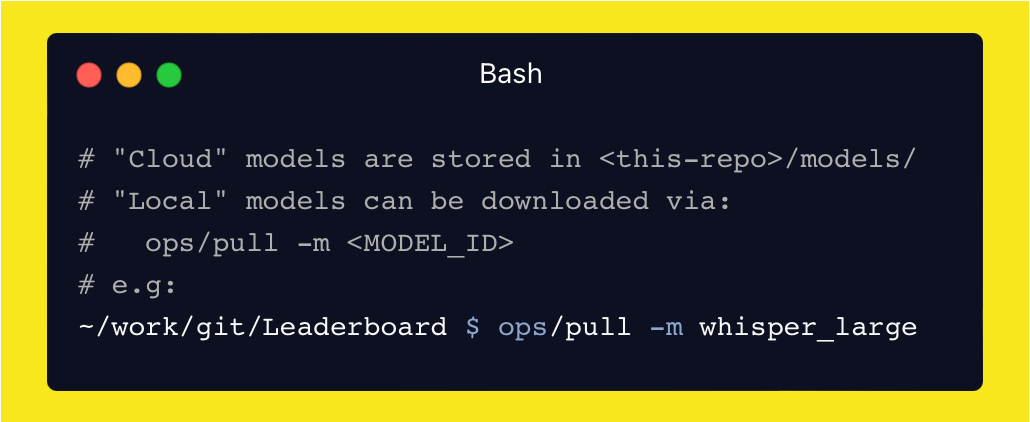 Bash
# "Cloud" models are stored in <this-repo>/models/
# "Local" models can be downloaded via:
#   ops/pull -m <MODEL_ID>
# e.g:
~/work/git/Leaderboard $ ops/pull -m whisper_large